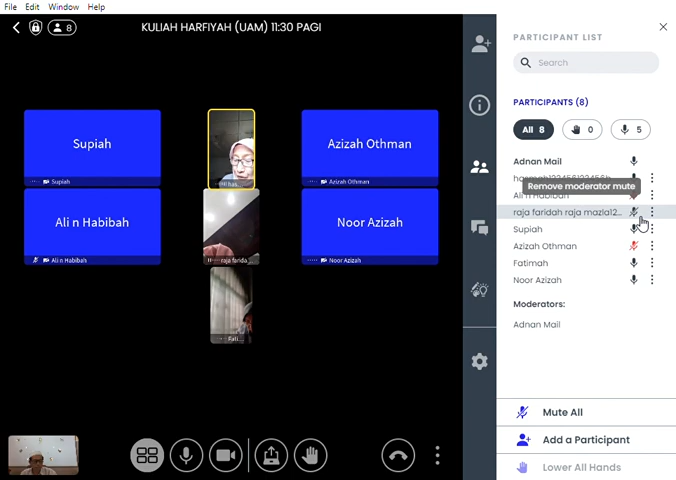 File Edit Window Help
8
KULIAH HARFIYAH (UAM) 11:30 PAGI
Supiah
Supiah
Azizah Othman
Azizah Othman
Ali n Habibah
Ali n Habibah
raja farida...
Noor Azizah
Noor Azizah
Fati...
PARTICIPANT LIST
Search
PARTICIPANTS (8)
All 8
0
5
Adnan Mail
Remove moderator mute
Ali n Habibah
raja faridah raja mazla12...
Supiah
Azizah Othman
Fatimah
Noor Azizah
Moderators:
Adnan Mail
Mute All
Add a Participant
Lower All Hands